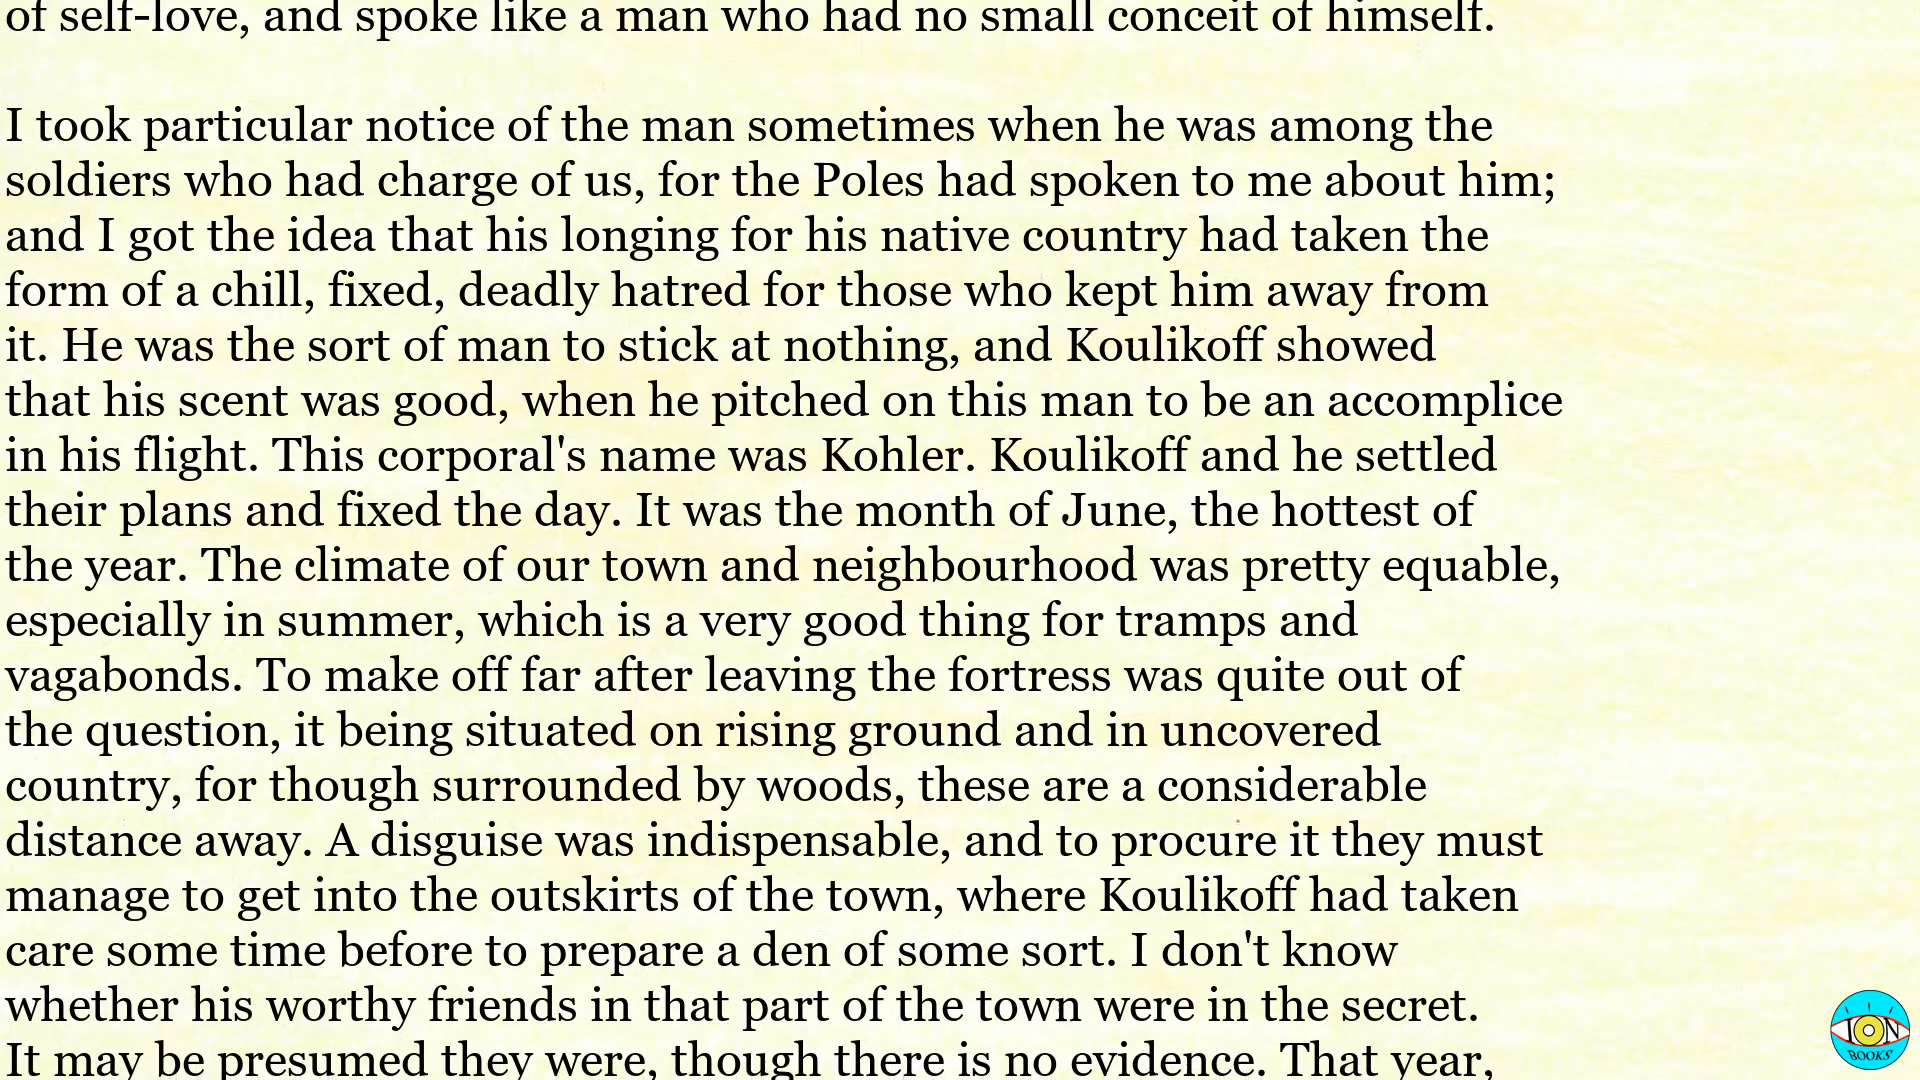 of self-love, and spoke like a man who had no small conceit of himself.
I took particular notice of the man sometimes when he was among the
soldiers who had charge of us, for the Poles had spoken to me about him;
and I got the idea that his longing for his native country had taken the
form of a chill, fixed, deadly hatred for those who kept him away from
it. He was the sort of man to stick at nothing, and Koulikoff showed
that his scent was good, when he pitched on this man to be an accomplice
in his flight. This corporal's name was Kohler. Koulikoff and he settled
their plans and fixed the day. It was the month of June, the hottest of
the year. The climate of our town and neighbourhood was pretty equable,
especially in summer, which is a very good thing for tramps and
vagabonds. To make off far after leaving the fortress was quite out of
the question, it being situated on rising ground and in uncovered
country, for though surrounded by woods, these are a considerable
distance away. A disguise was indispensable, and to procure it they must
manage to get into the outskirts of the town, where Koulikoff had taken
care some time before to prepare a den of some sort. I don't know
whether his worthy friends in that part of the town were in the secret.
It may be presumed they were, though there is no evidence. That year,
ION
BOOKS